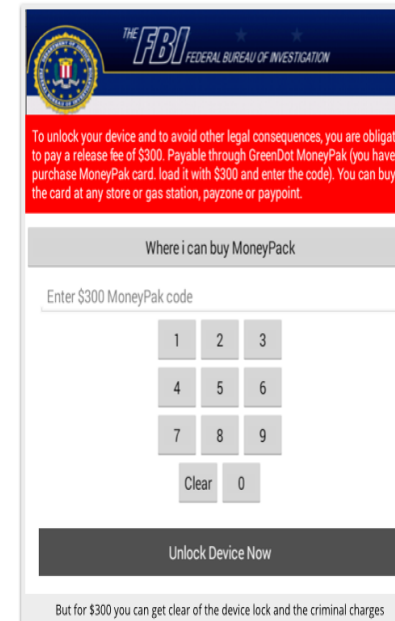 THE FBI FEDERAL BUREAU OF INVESTIGATION
To unlock your device and to avoid other legal consequences, you are obligat
to pay a release fee of $300. Payable through GreenDot MoneyPak (you have
purchase MoneyPak card. load it with $300 and enter the code). You can buy
the card at any store or gas station, payzone or paypoint.
Where i can buy MoneyPack
Enter $300 MoneyPak code
1 2 3
4 5 6
7 8 9
Clear 0
Unlock Device Now
But for $300 you can get clear of the device lock and the criminal charges